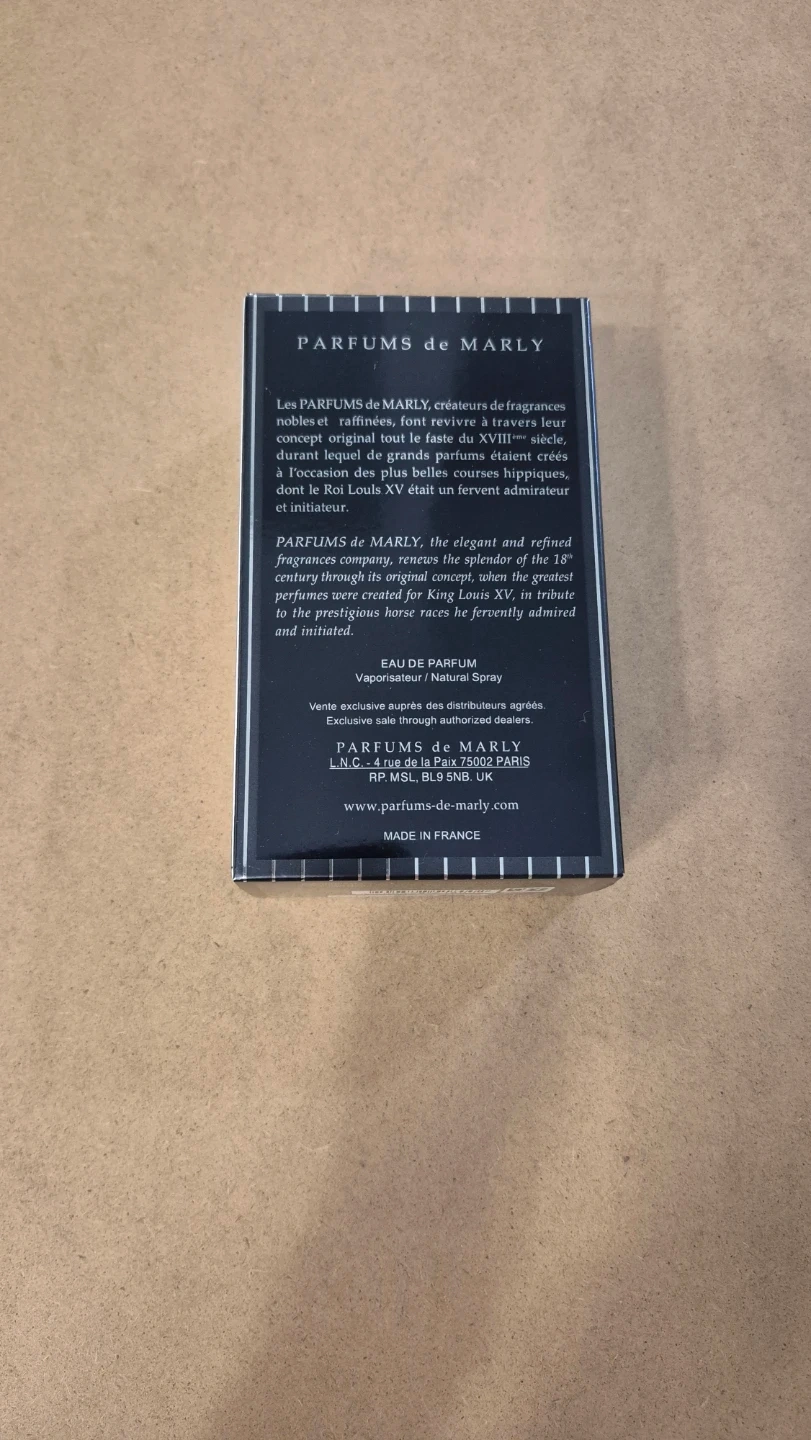 PARFUMS de MARLY
Les PARFUMS de MARLY, créateurs de fragrances
nobles et raffinées, font revivre à travers leur
concept original tout le faste du XVIIIème siècle,
durant lequel de grands parfums étaient créés
à l'occasion des plus belles courses hippiques,
dont le Roi Louls XV était un fervent admirateur
et initiateur.
PARFUMS de MARLY, the elegant and refined
fragrances company, renews the splendor of the 18th
century through its original concept, when the greatest
perfumes were created for King Louis XV, in tribute
to the prestigious horse races he fervently admired
and initiated.
EAU DE PARFUM
Vaporisateur / Natural Spray
Vente exclusive auprès des distributeurs agréés.
Exclusive sale through authorized dealers.
PARFUMS de MARLY
L.N.C. - 4 rue de la Paix 75002 PARIS
RP. MSL, BL9 5NB. UK
www.parfums-de-marly.com
MADE IN FRANCE